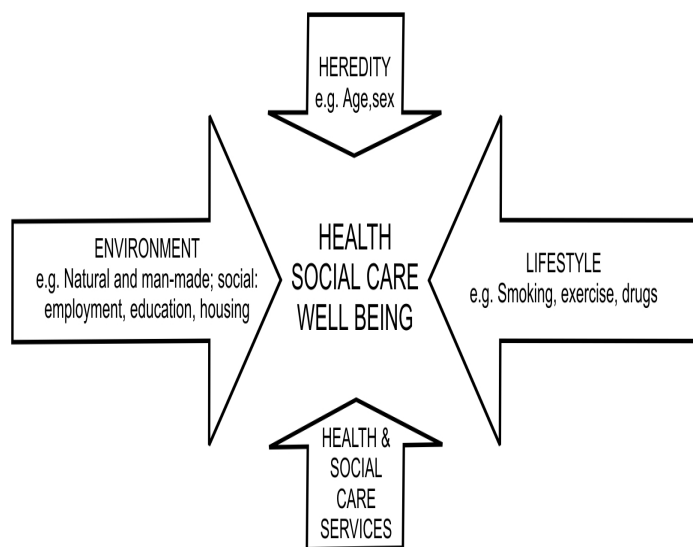 HEREDITY
e.g. Age,sex
ENVIRONMENT
e.g. Natural and man-made; social:
employment, education, housing
HEALTH
SOCIAL CARE
WELL BEING
LIFESTYLE
e.g. Smoking, exercise, drugs
HEALTH &
SOCIAL
CARE
SERVICES